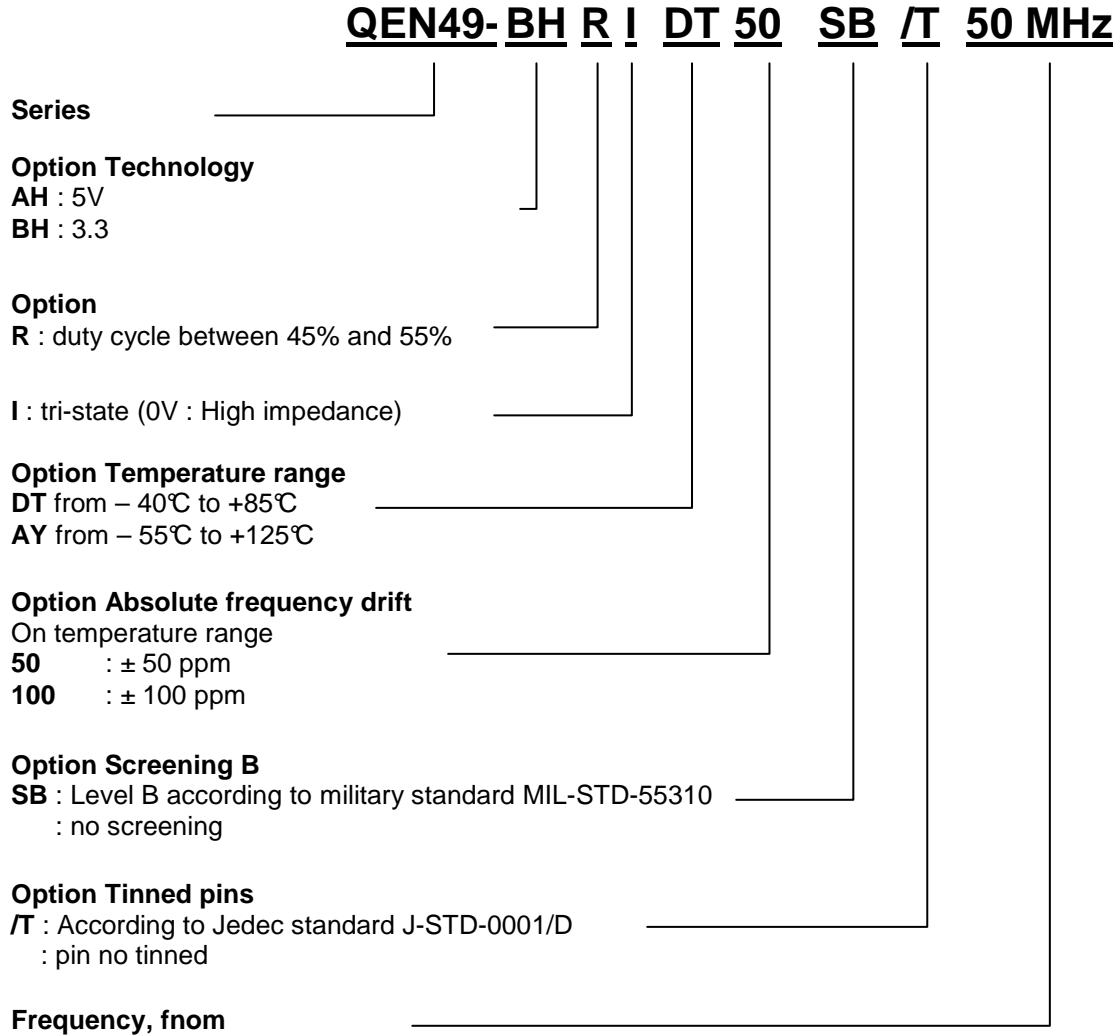 QEN49- BH R I DT 50 SB /T 50 MHz
Series
Option Technology
AH : 5V
BH : 3.3
Option
R : duty cycle between 45% and 55%
I : tri-state (0V : High impedance)
Option Temperature range
DT from – 40℃ to +85℃
AY from – 55℃ to +125℃
Option Absolute frequency drift
On temperature range
50 : ± 50 ppm
100 : ± 100 ppm
Option Screening B
SB : Level B according to military standard MIL-STD-55310
: no screening
Option Tinned pins
/T : According to Jedec standard J-STD-0001/D
: pin no tinned
Frequency, fnom